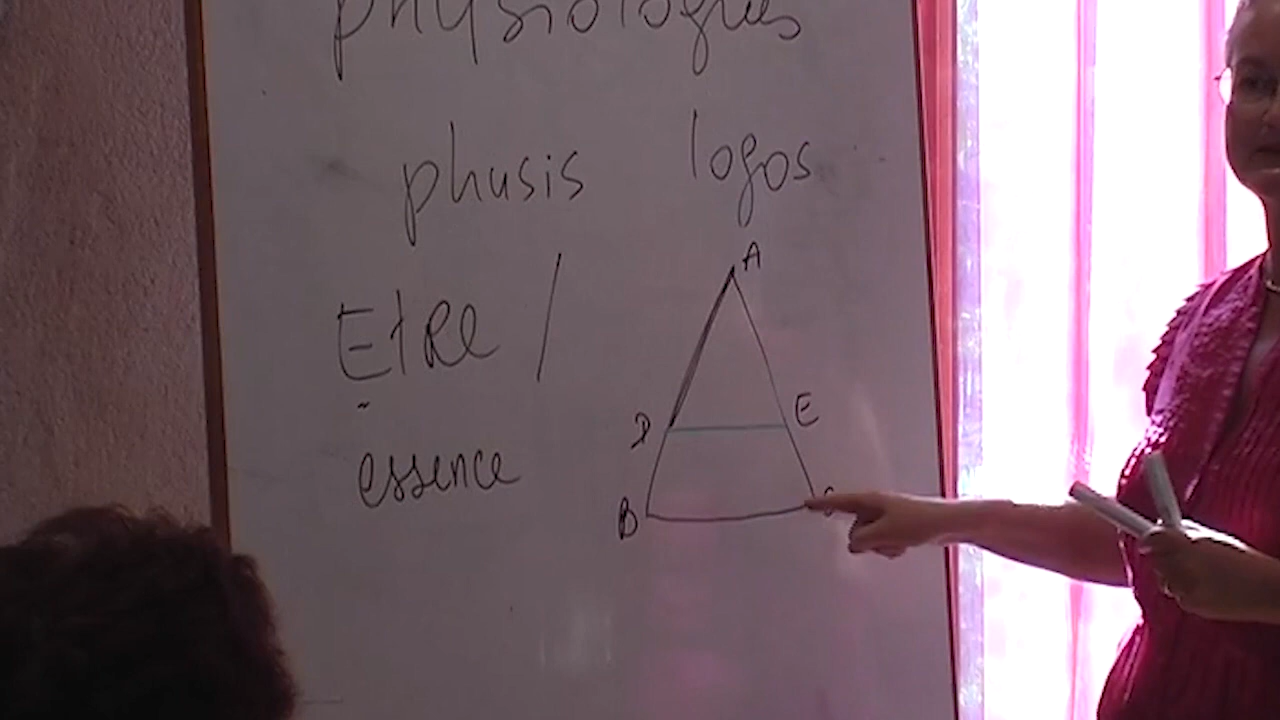 physiologues
phusis logos
EtRe /
essence
A
D E
B C